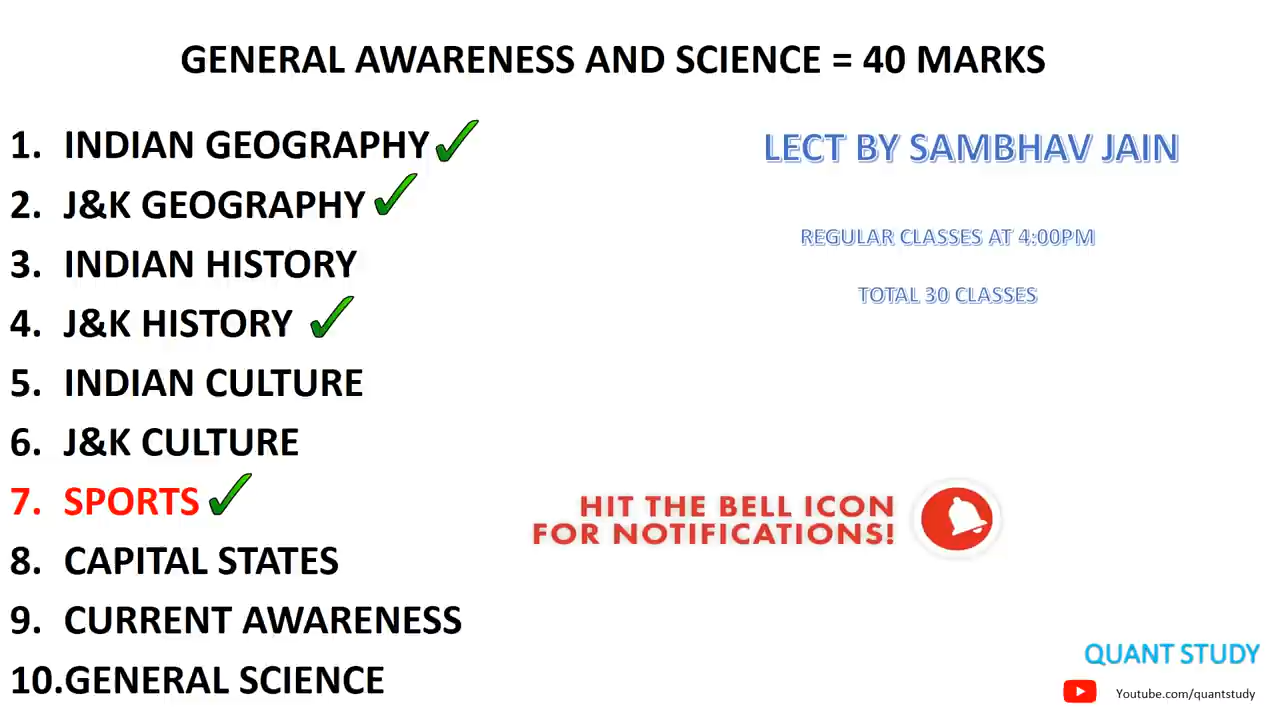 GENERAL AWARENESS AND SCIENCE = 40 MARKS
1. INDIAN GEOGRAPHY
2. J&K GEOGRAPHY
3. INDIAN HISTORY
4. J&K HISTORY
5. INDIAN CULTURE
6. J&K CULTURE
7. SPORTS
8. CAPITAL STATES
9. CURRENT AWARENESS
10.GENERAL SCIENCE
LECT BY SAMBHAV JAIN
REGULAR CLASSES AT 4:00PM
TOTAL 30 CLASSES
HIT THE BELL ICON
FOR NOTIFICATIONS!
QUANT STUDY
Youtube.com/quantstudy